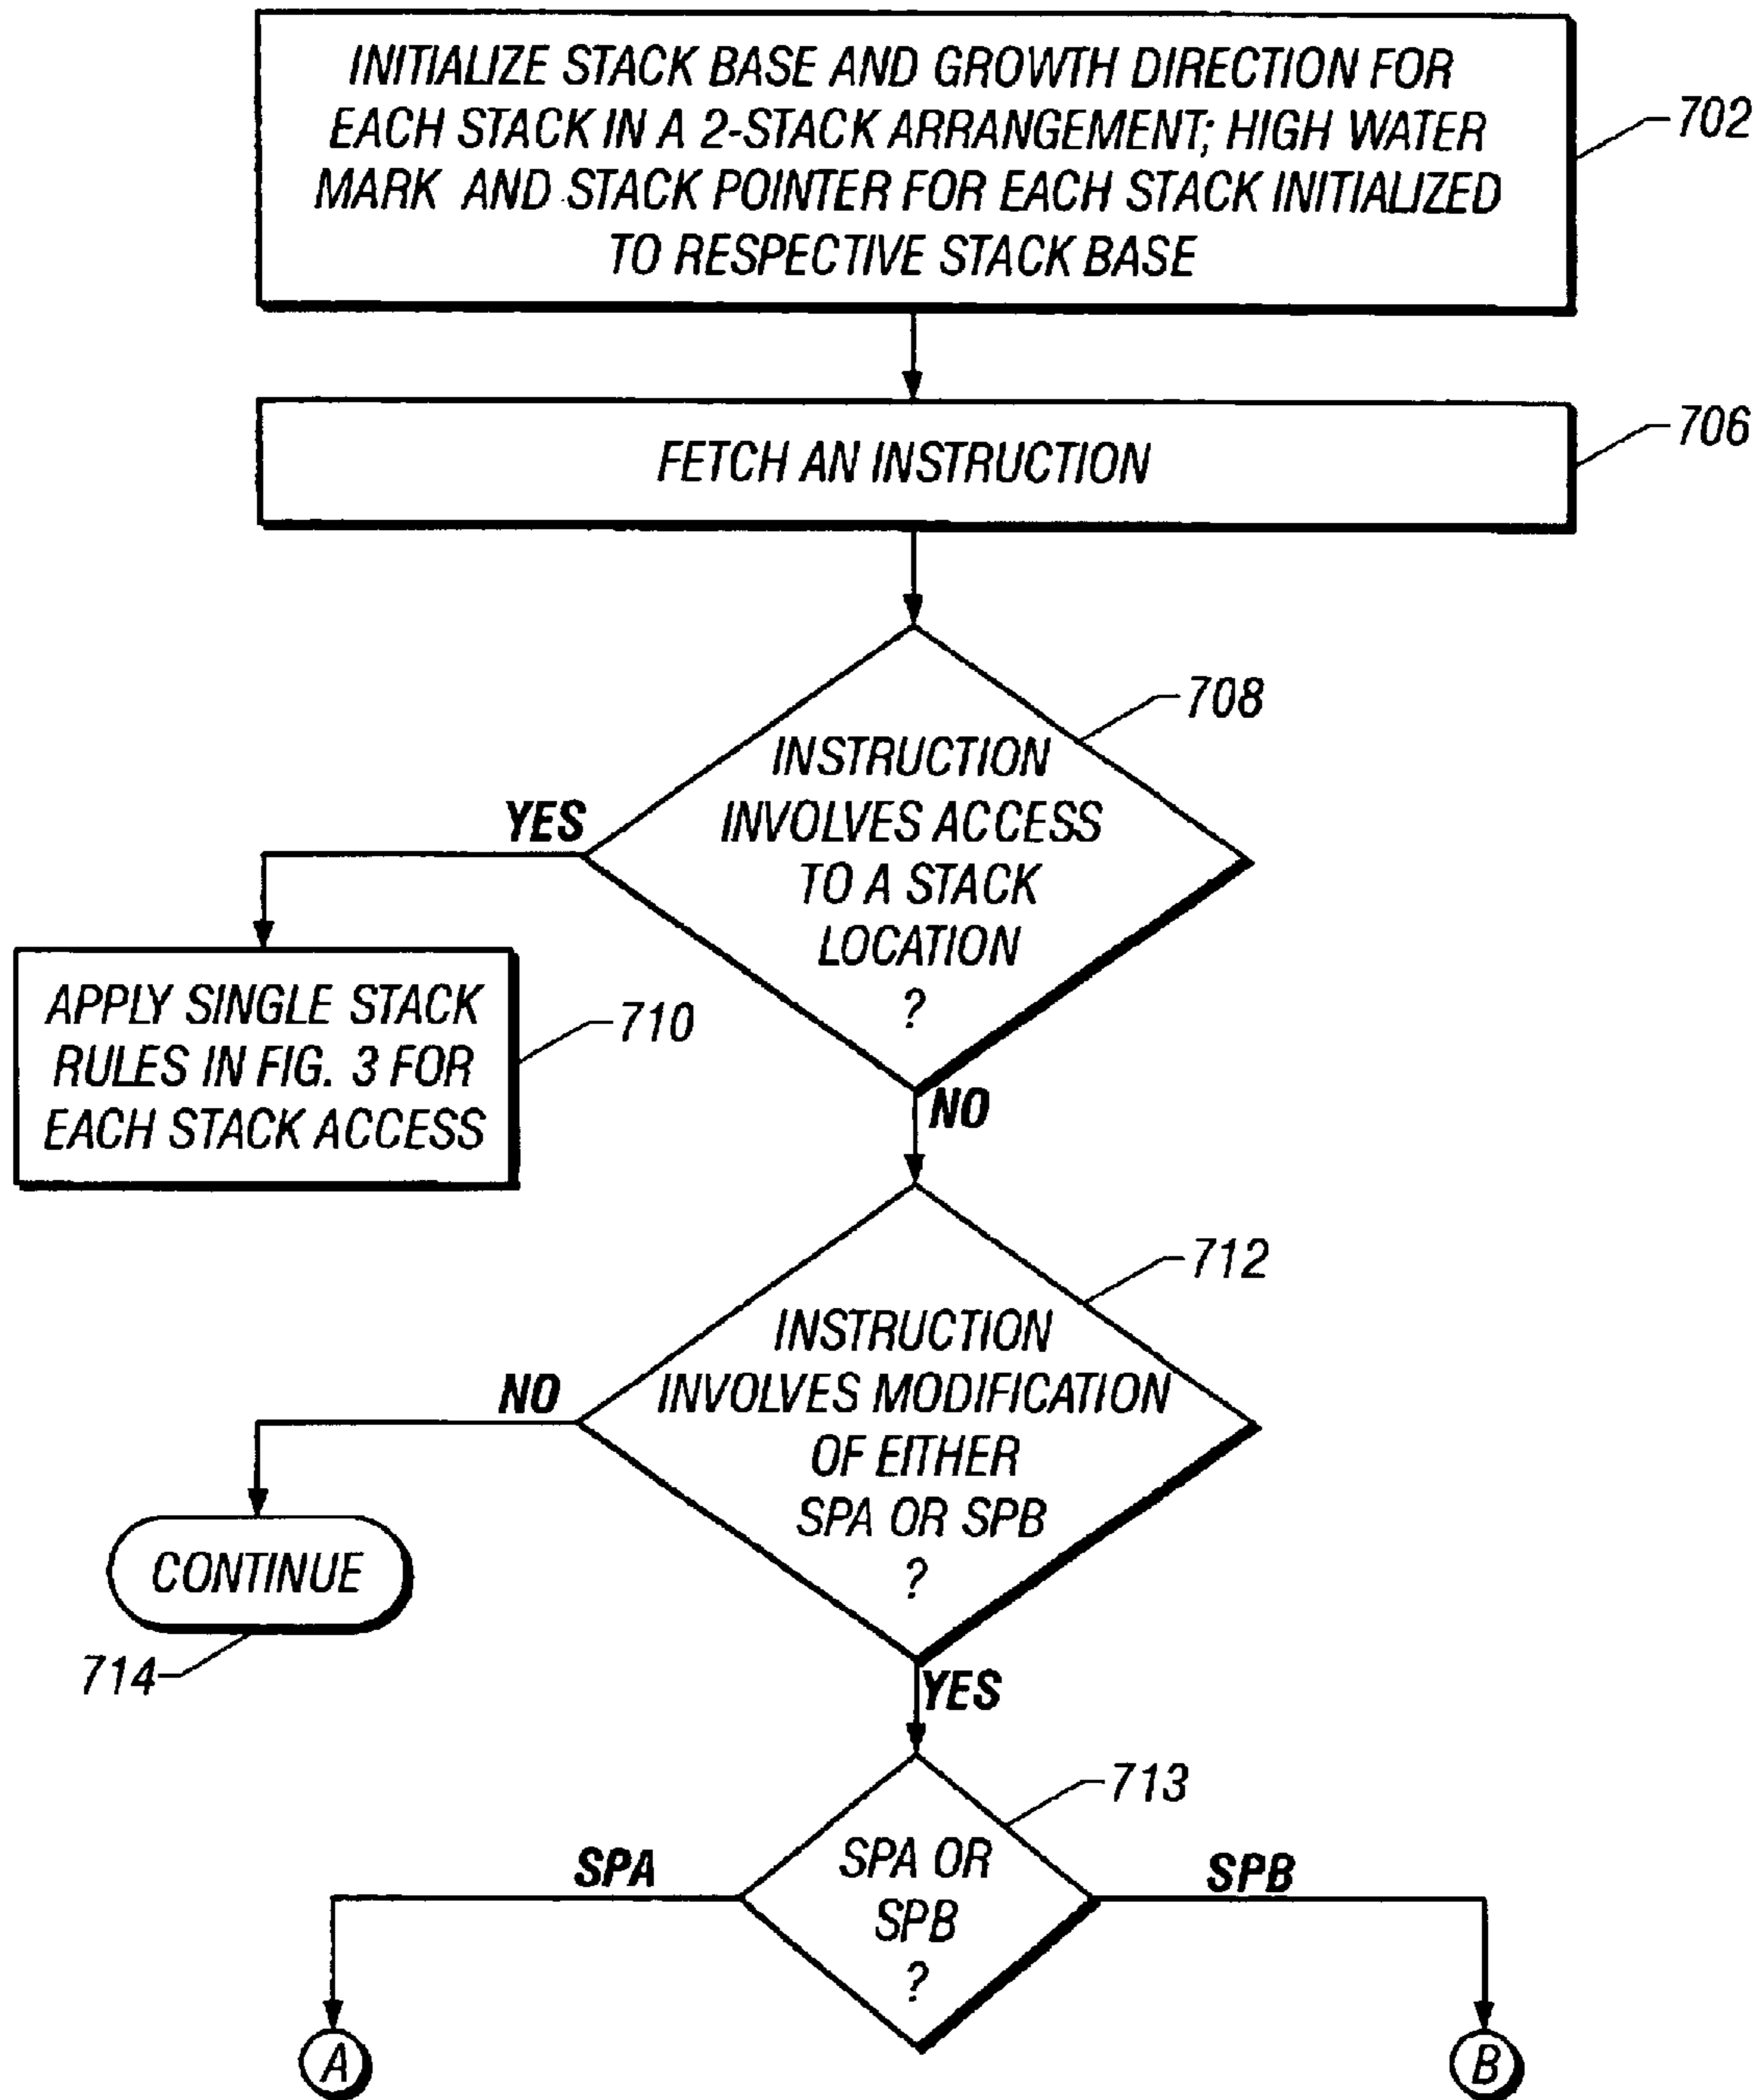 INITIALIZE STACK BASE AND GROWTH DIRECTION FOR
EACH STACK IN A 2-STACK ARRANGEMENT; HIGH WATER
MARK AND STACK POINTER FOR EACH STACK INITIALIZED
TO RESPECTIVE STACK BASE
702
FETCH AN INSTRUCTION
706
708
INSTRUCTION
INVOLVES ACCESS
TO A STACK
LOCATION
?
YES
APPLY SINGLE STACK
RULES IN FIG. 3 FOR
EACH STACK ACCESS
710
NO
712
INSTRUCTION
INVOLVES MODIFICATION
OF EITHER
SPA OR SPB
?
NO
CONTINUE
714
YES
713
SPA OR
SPB
?
SPA
SPB
A
B